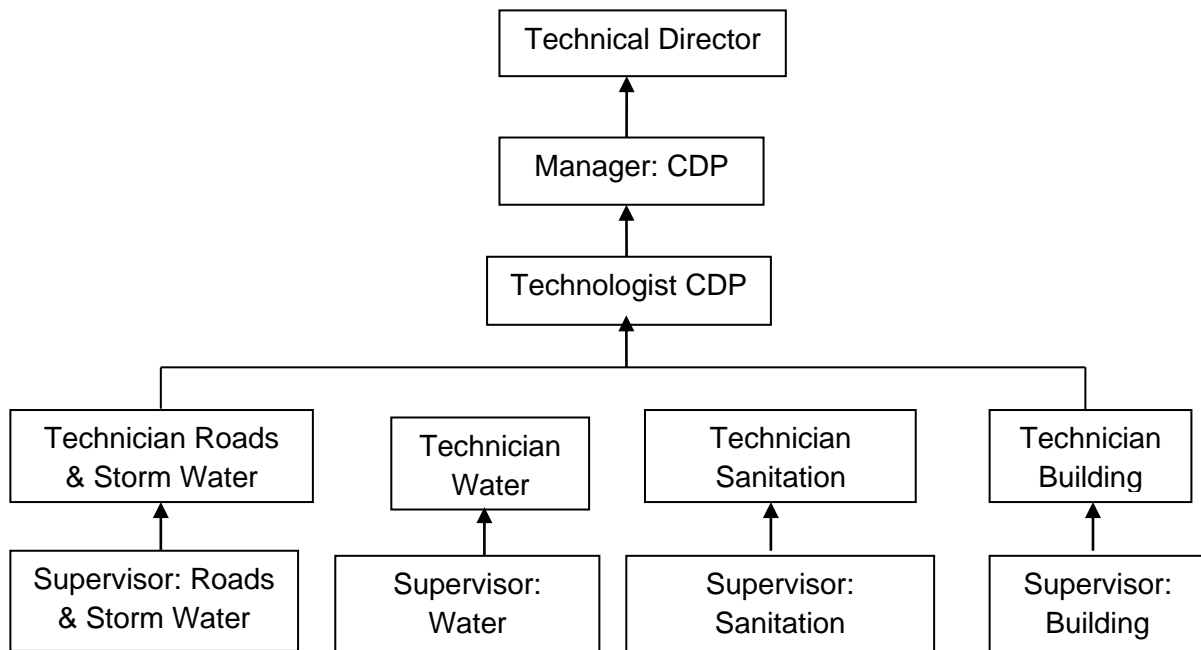 Technical Director
Manager: CDP
Technologist CDP
Technician Roads
& Storm Water
Technician
Water
Technician
Sanitation
Technician
Building
Supervisor: Roads
& Storm Water
Supervisor:
Water
Supervisor:
Sanitation
Supervisor:
Building